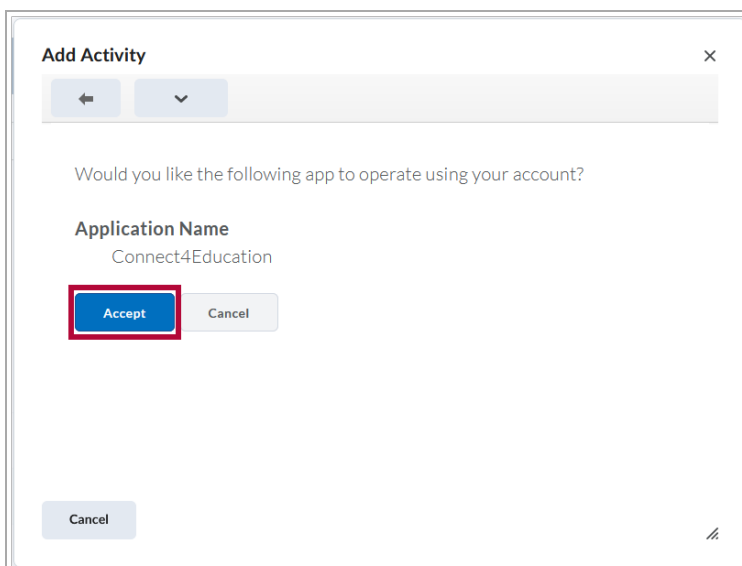 Add Activity
Would you like the following app to operate using your account?
Application Name
Connect4Education
Accept Cancel
Cancel